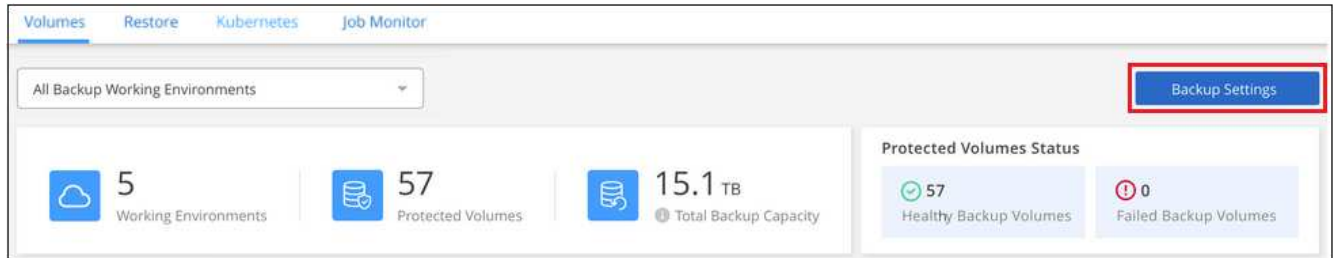 Volumes Restore Kubernetes Job Monitor
All Backup Working Environments
Backup Settings
5
Working Environments
57
Protected Volumes
15.1 TB
Total Backup Capacity
Protected Volumes Status
57
Healthy Backup Volumes
0
Failed Backup Volumes